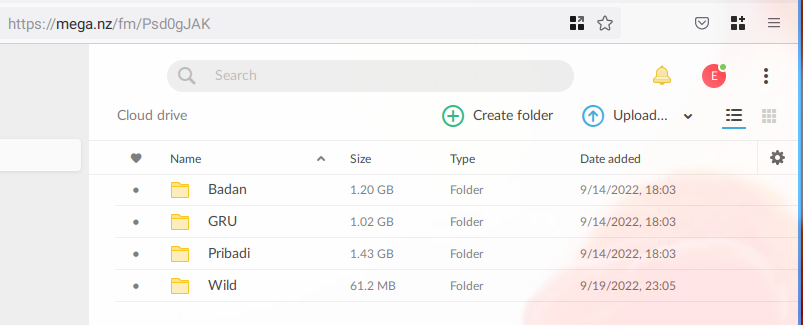 https://mega.nz/fm/Psd0gJAK
Search
E
Cloud drive Create folder Upload...
Name Size Type Date added
Badan 1.20 GB Folder 9/14/2022, 18:03
GRU 1.02 GB Folder 9/14/2022, 18:03
Pribadi 1.43 GB Folder 9/14/2022, 18:03
Wild 61.2 MB Folder 9/19/2022, 23:05